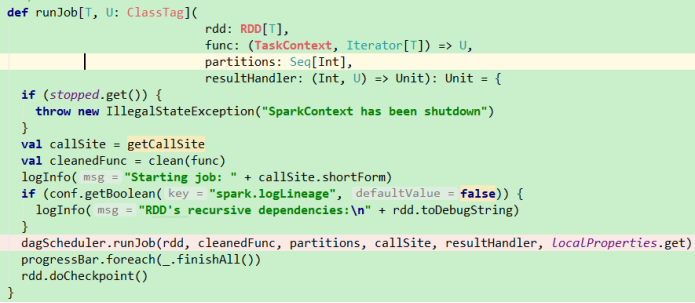 def runJob[T, U: ClassTag](
rdd: RDD[T],
func: (TaskContext, Iterator[T]) => U,
partitions: Seq[Int],
resultHandler: (Int, U) => Unit): Unit = {
if (stopped.get()) {
throw new IllegalStateException("SparkContext has been shutdown")
}
val callSite = getCallSite
val cleanedFunc = clean(func)
logInfo( msg = "Starting job: " + callSite.shortForm)
if (conf.getBoolean( key = "spark.logLineage", defaultValue = false)) {
logInfo( msg = "RDD's recursive dependencies:\n" + rdd.toDebugString)
}
dagScheduler.runJob(rdd, cleanedFunc, partitions, callSite, resultHandler, localProperties.get)
progressBar.foreach(_.finishAll())
rdd.doCheckpoint()
}